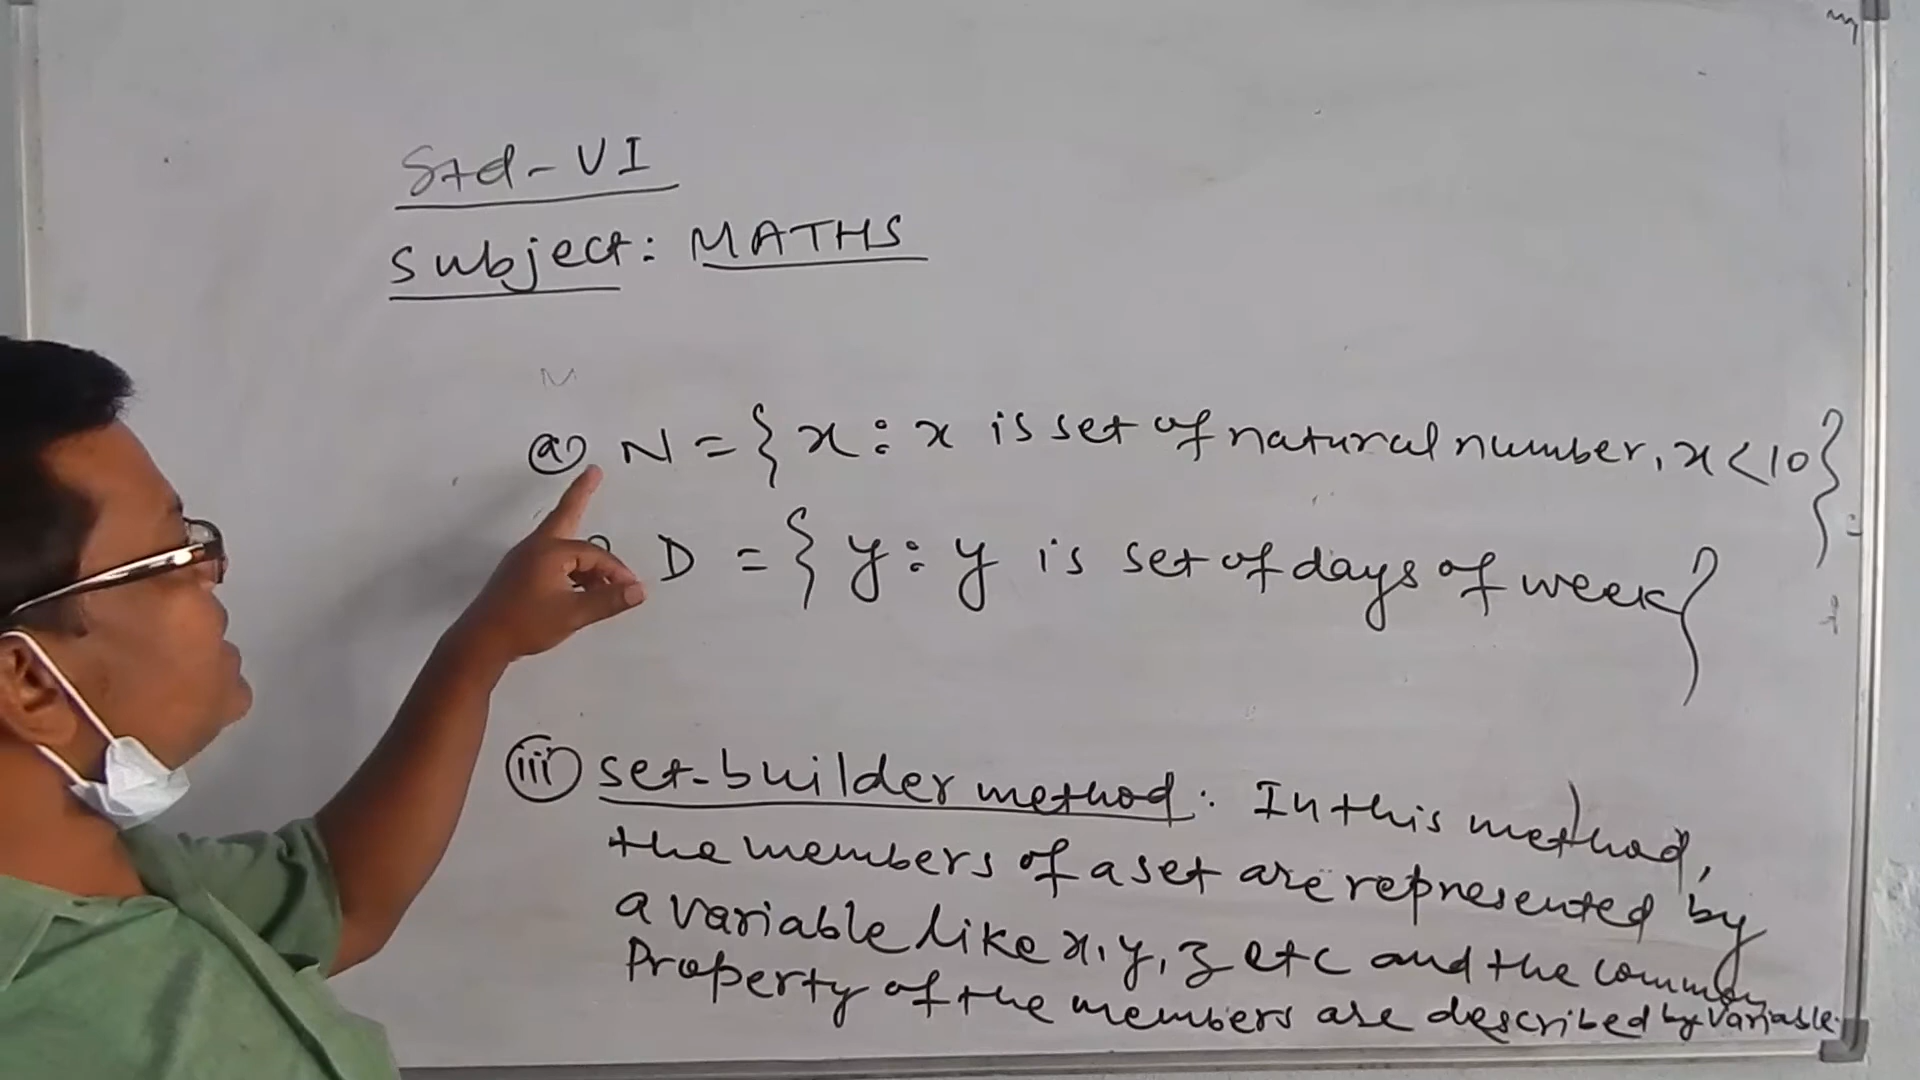 Std-VI
Subject: MATHS
(a) N = { x : x is set of natural number, x < 10 }
D = { y : y is set of days of week }
(iii) set-builder method: In this method,
the members of a set are represented by
a variable like x, y, z etc and the common
Property of the members are described by variable.